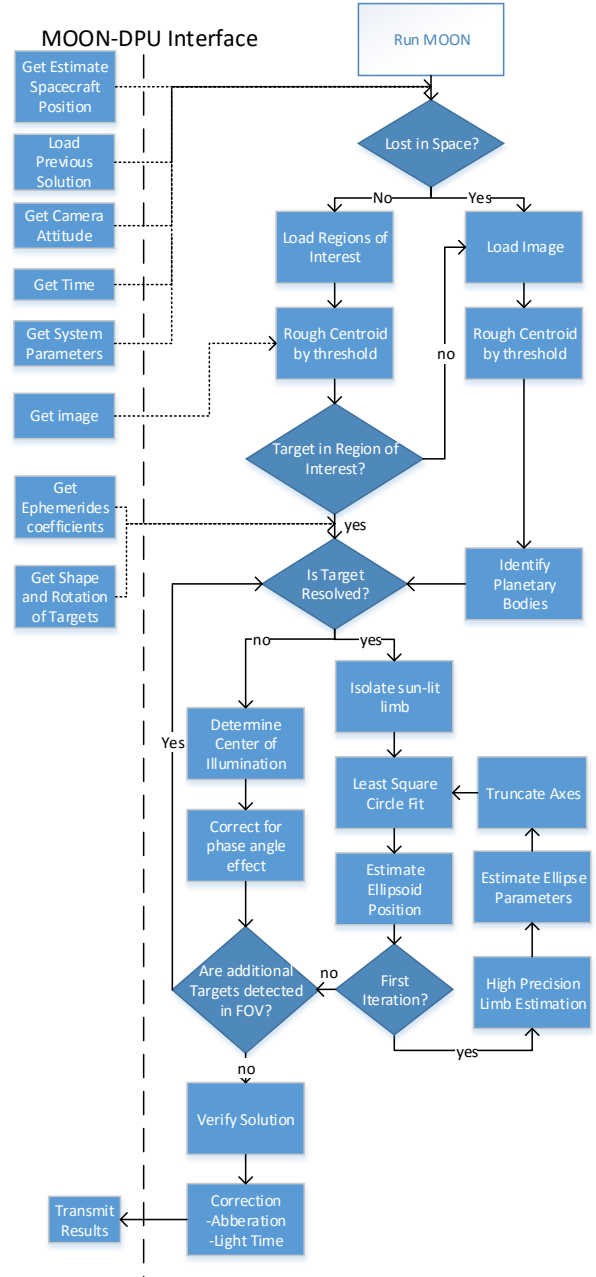 MOON-DPU Interface
Run MOON
Get Estimate
Spacecraft
Position
Load
Previous
Solution
Lost in Space?
Get Camera
Attitude
No
Yes
Load Regions of
Interest
Load Image
Get Time
Get System
Parameters
Rough Centroid
by threshold
no
Rough Centroid
by threshold
Get image
Target in Region of
Interest?
Get
Ephemerides
coefficients
yes
Get Shape
and Rotation
of Targets
Is Target
Resolved?
Identify
Planetary
Bodies
no
yes
Isolate sun-lit
limb
Yes
Determine
Center of
Illumination
Least Square
Circle Fit
Truncate Axes
Correct for
phase angle
effect
Estimate
Ellipsoid
Position
Estimate Ellipse
Parameters
Are additional
Targets detected
in FOV?
no
First
Iteration?
High Precision
Limb Estimation
yes
no
Verify Solution
Transmit
Results
Correction
-Abberation
-Light Time